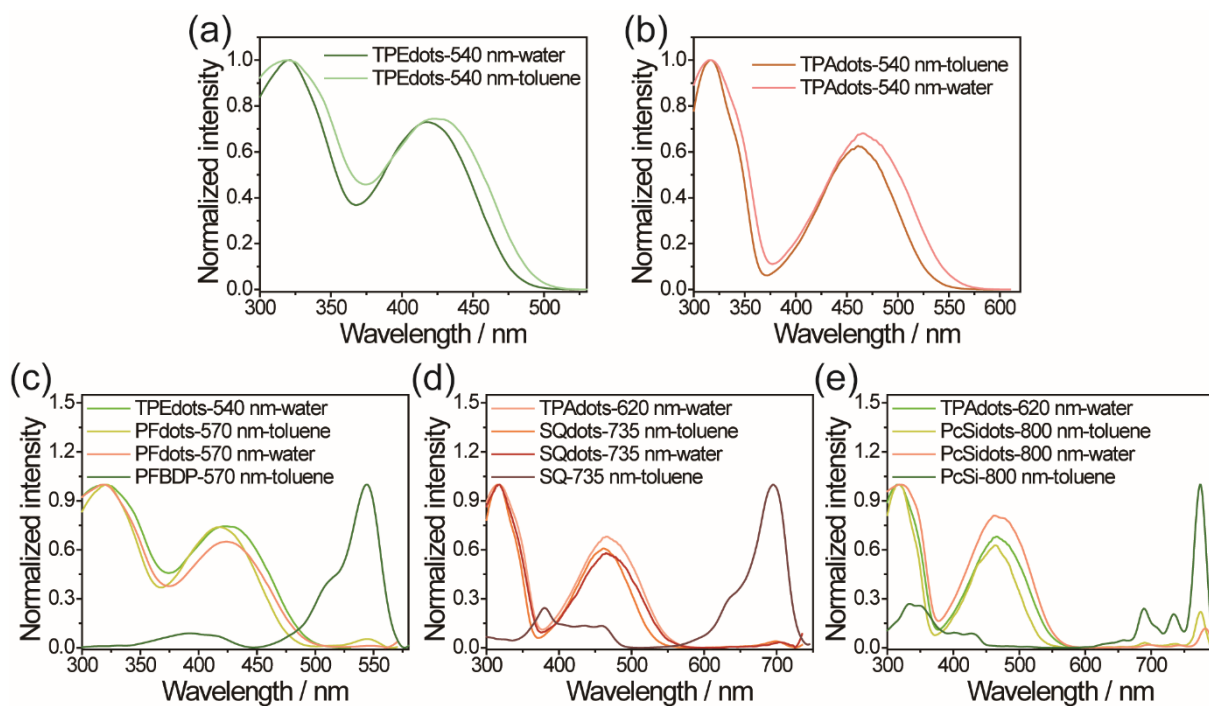 (a)
TPEdots-540 nm-water
TPEdots-540 nm-toluene
Normalized intensity
1.0
0.8
0.6
0.4
0.2
0.0
300 350 400 450 500
Wavelength / nm
(b)
TPAdots-540 nm-toluene
TPAdots-540 nm-water
Normalized intensity
1.0
0.8
0.6
0.4
0.2
0.0
300 350 400 450 500 550 600
Wavelength / nm
(c)
TPEdots-540 nm-water
PFdots-570 nm-toluene
PFdots-570 nm-water
PFBDP-570 nm-toluene
Normalized intensity
1.5
1.2
0.9
0.6
0.3
0.0
300 350 400 450 500 550
Wavelength / nm
(d)
TPAdots-620 nm-water
SQdots-735 nm-toluene
SQdots-735 nm-water
SQ-735 nm-toluene
Normalized intensity
1.5
1.2
0.9
0.6
0.3
0.0
300 400 500 600 700
Wavelength / nm
(e)
TPAdots-620 nm-water
PcSidots-800 nm-toluene
PcSidots-800 nm-water
PcSi-800 nm-toluene
Normalized intensity
1.5
1.2
0.9
0.6
0.3
0.0
300 400 500 600 700
Wavelength / nm